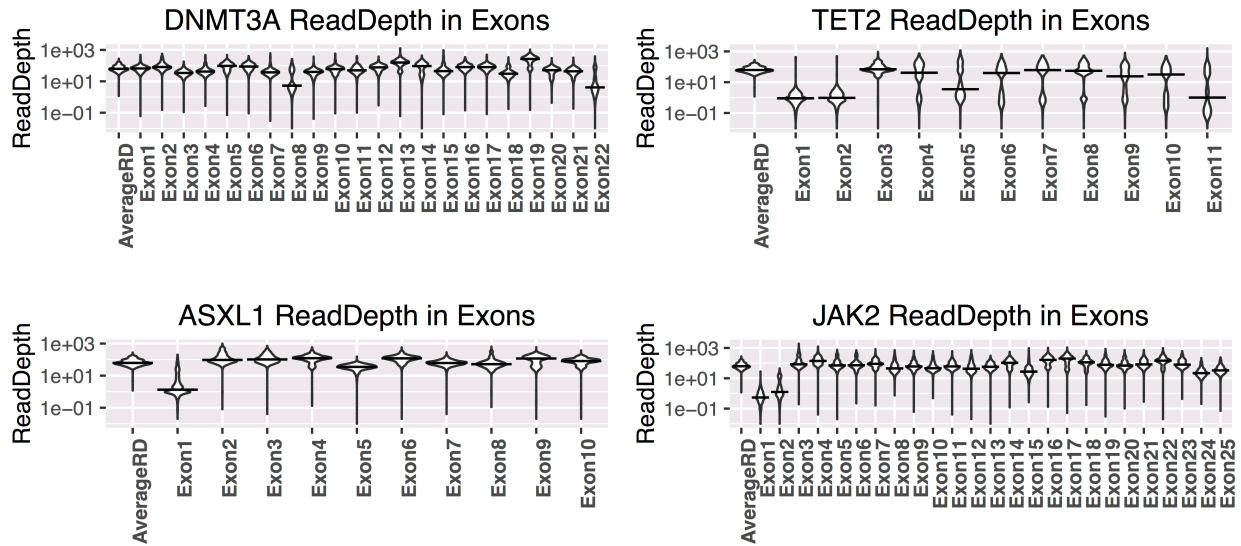 DNMT3A ReadDepth in Exons
ReadDepth
1e+03
1e+01
1e−01
AverageRD
Exon1
Exon2
Exon3
Exon4
Exon5
Exon6
Exon7
Exon8
Exon9
Exon10
Exon11
Exon12
Exon13
Exon14
Exon15
Exon16
Exon17
Exon18
Exon19
Exon20
Exon21
Exon22
TET2 ReadDepth in Exons
ReadDepth
1e+03
1e+01
1e−01
AverageRD
Exon1
Exon2
Exon3
Exon4
Exon5
Exon6
Exon7
Exon8
Exon9
Exon10
Exon11
ASXL1 ReadDepth in Exons
ReadDepth
1e+03
1e+01
1e−01
AverageRD
Exon1
Exon2
Exon3
Exon4
Exon5
Exon6
Exon7
Exon8
Exon9
Exon10
JAK2 ReadDepth in Exons
ReadDepth
1e+03
1e+01
1e−01
AverageRD
Exon1
Exon2
Exon3
Exon4
Exon5
Exon6
Exon7
Exon8
Exon9
Exon10
Exon11
Exon12
Exon13
Exon14
Exon15
Exon16
Exon17
Exon18
Exon19
Exon20
Exon21
Exon22
Exon23
Exon24
Exon25